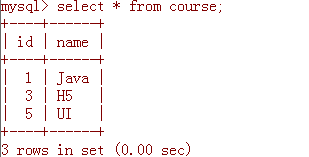 mysql> select * from course;
+----+------+
| id | name |
+----+------+
|  1 | Java |
|  3 | H5   |
|  5 | UI   |
+----+------+
3 rows in set (0.00 sec)